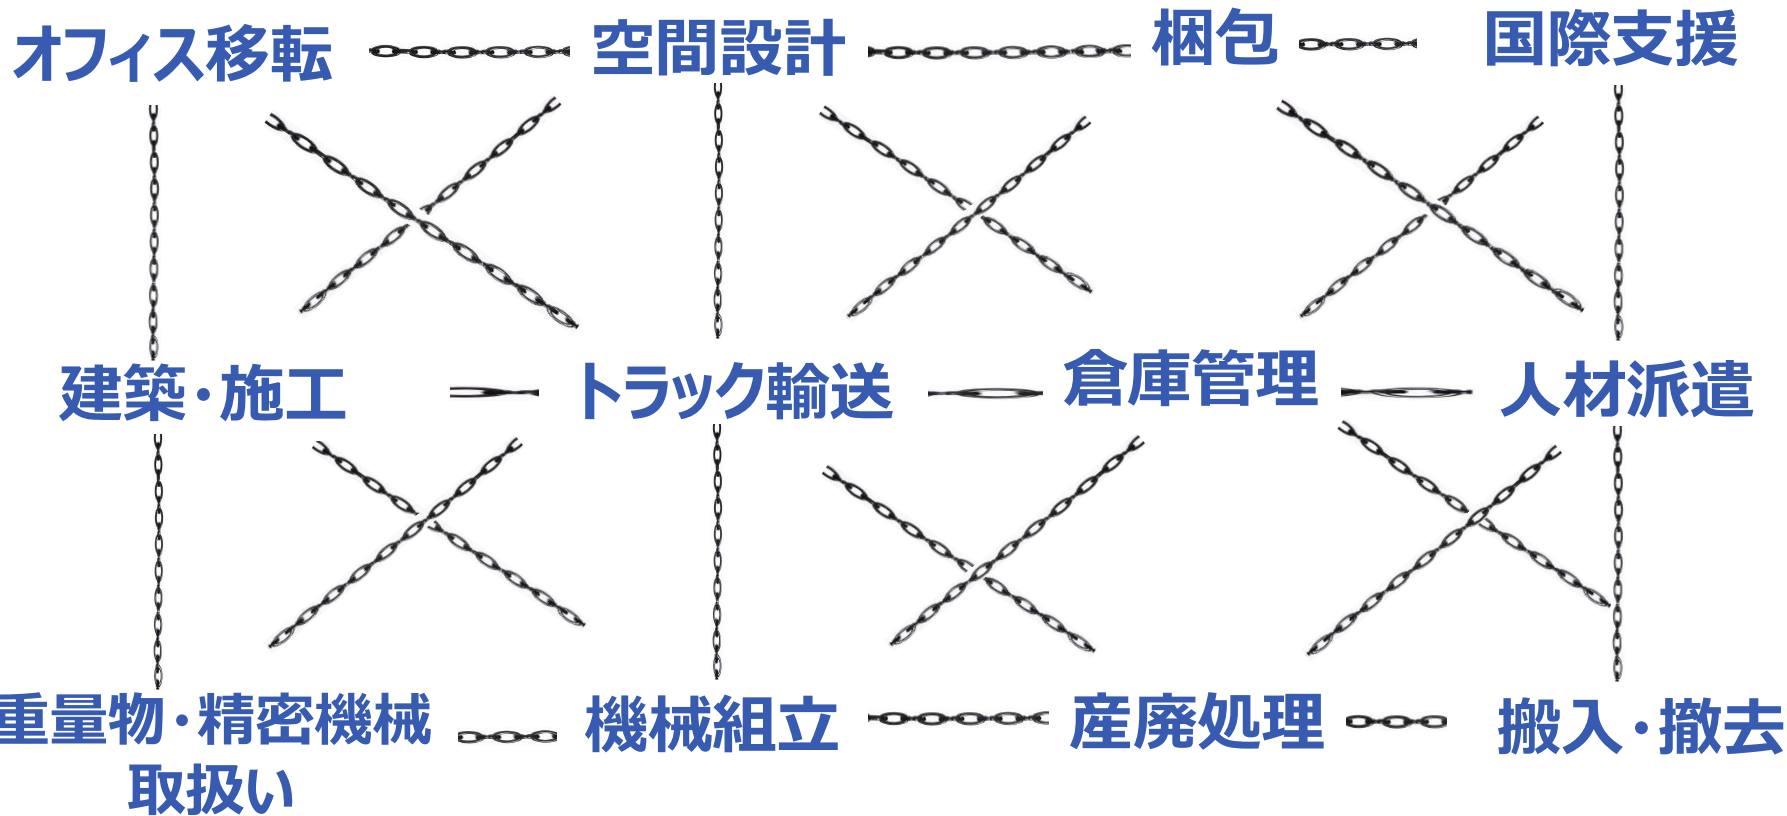 オフィス移転
空間設計
梱包
国際支援
建築・施工
トラック輸送
倉庫管理
人材派遣
重量物・精密機械
取扱い
機械組立
産廃処理
搬入・撤去